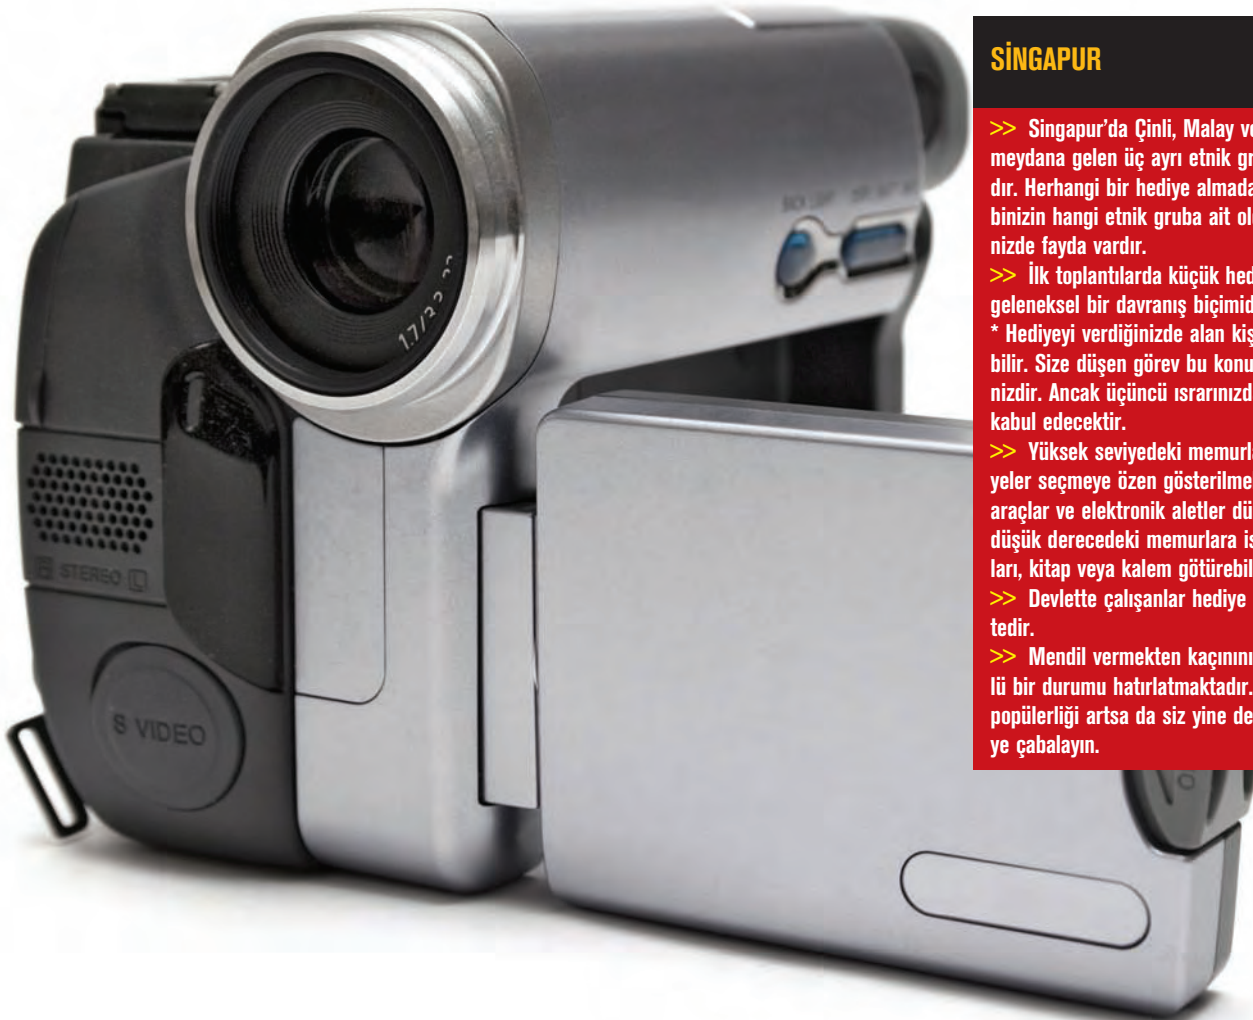 SİNGAPUR
>> Singapur'da Çinli, Malay ve
meydana gelen üç ayrı etnik gr
dır. Herhangi bir hediye almada
binizin hangi etnik gruba ait ol
nizde fayda vardır.
>> İlk toplantılarda küçük hed
geleneksel bir davranış biçimid
* Hediyeyi verdiğinizde alan kiş
bilir. Size düşen görev bu konu
nizdir. Ancak üçüncü ısrarınızd
kabul edecektir.
>> Yüksek seviyedeki memurla
yeler seçmeye özen gösterilme
araçlar ve elektronik aletler dü
düşük derecedeki memurlara is
ları, kitap veya kalem götürebil
>> Devlette çalışanlar hediye
tedir.
>> Mendil vermekten kaçının
lü bir durumu hatırlatmaktadır.
popülerliği artsa da siz yine de
ye çabalayın.
BACK LIGHT
STEREO L
S VIDEO